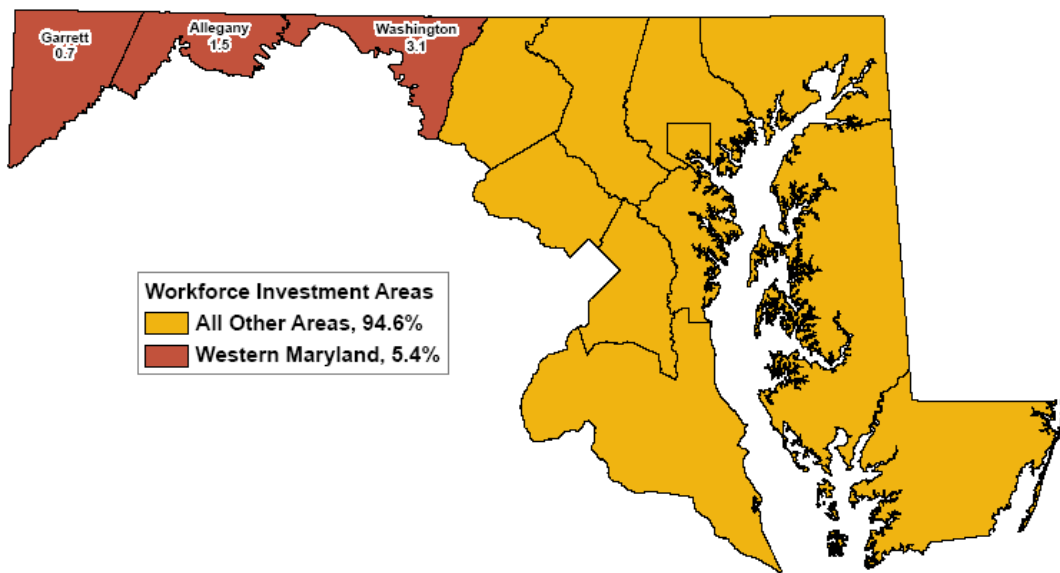 Garrett
0.7
Allegany
1.5
Washington
3.1
Workforce Investment Areas
All Other Areas, 94.6%
Western Maryland, 5.4%